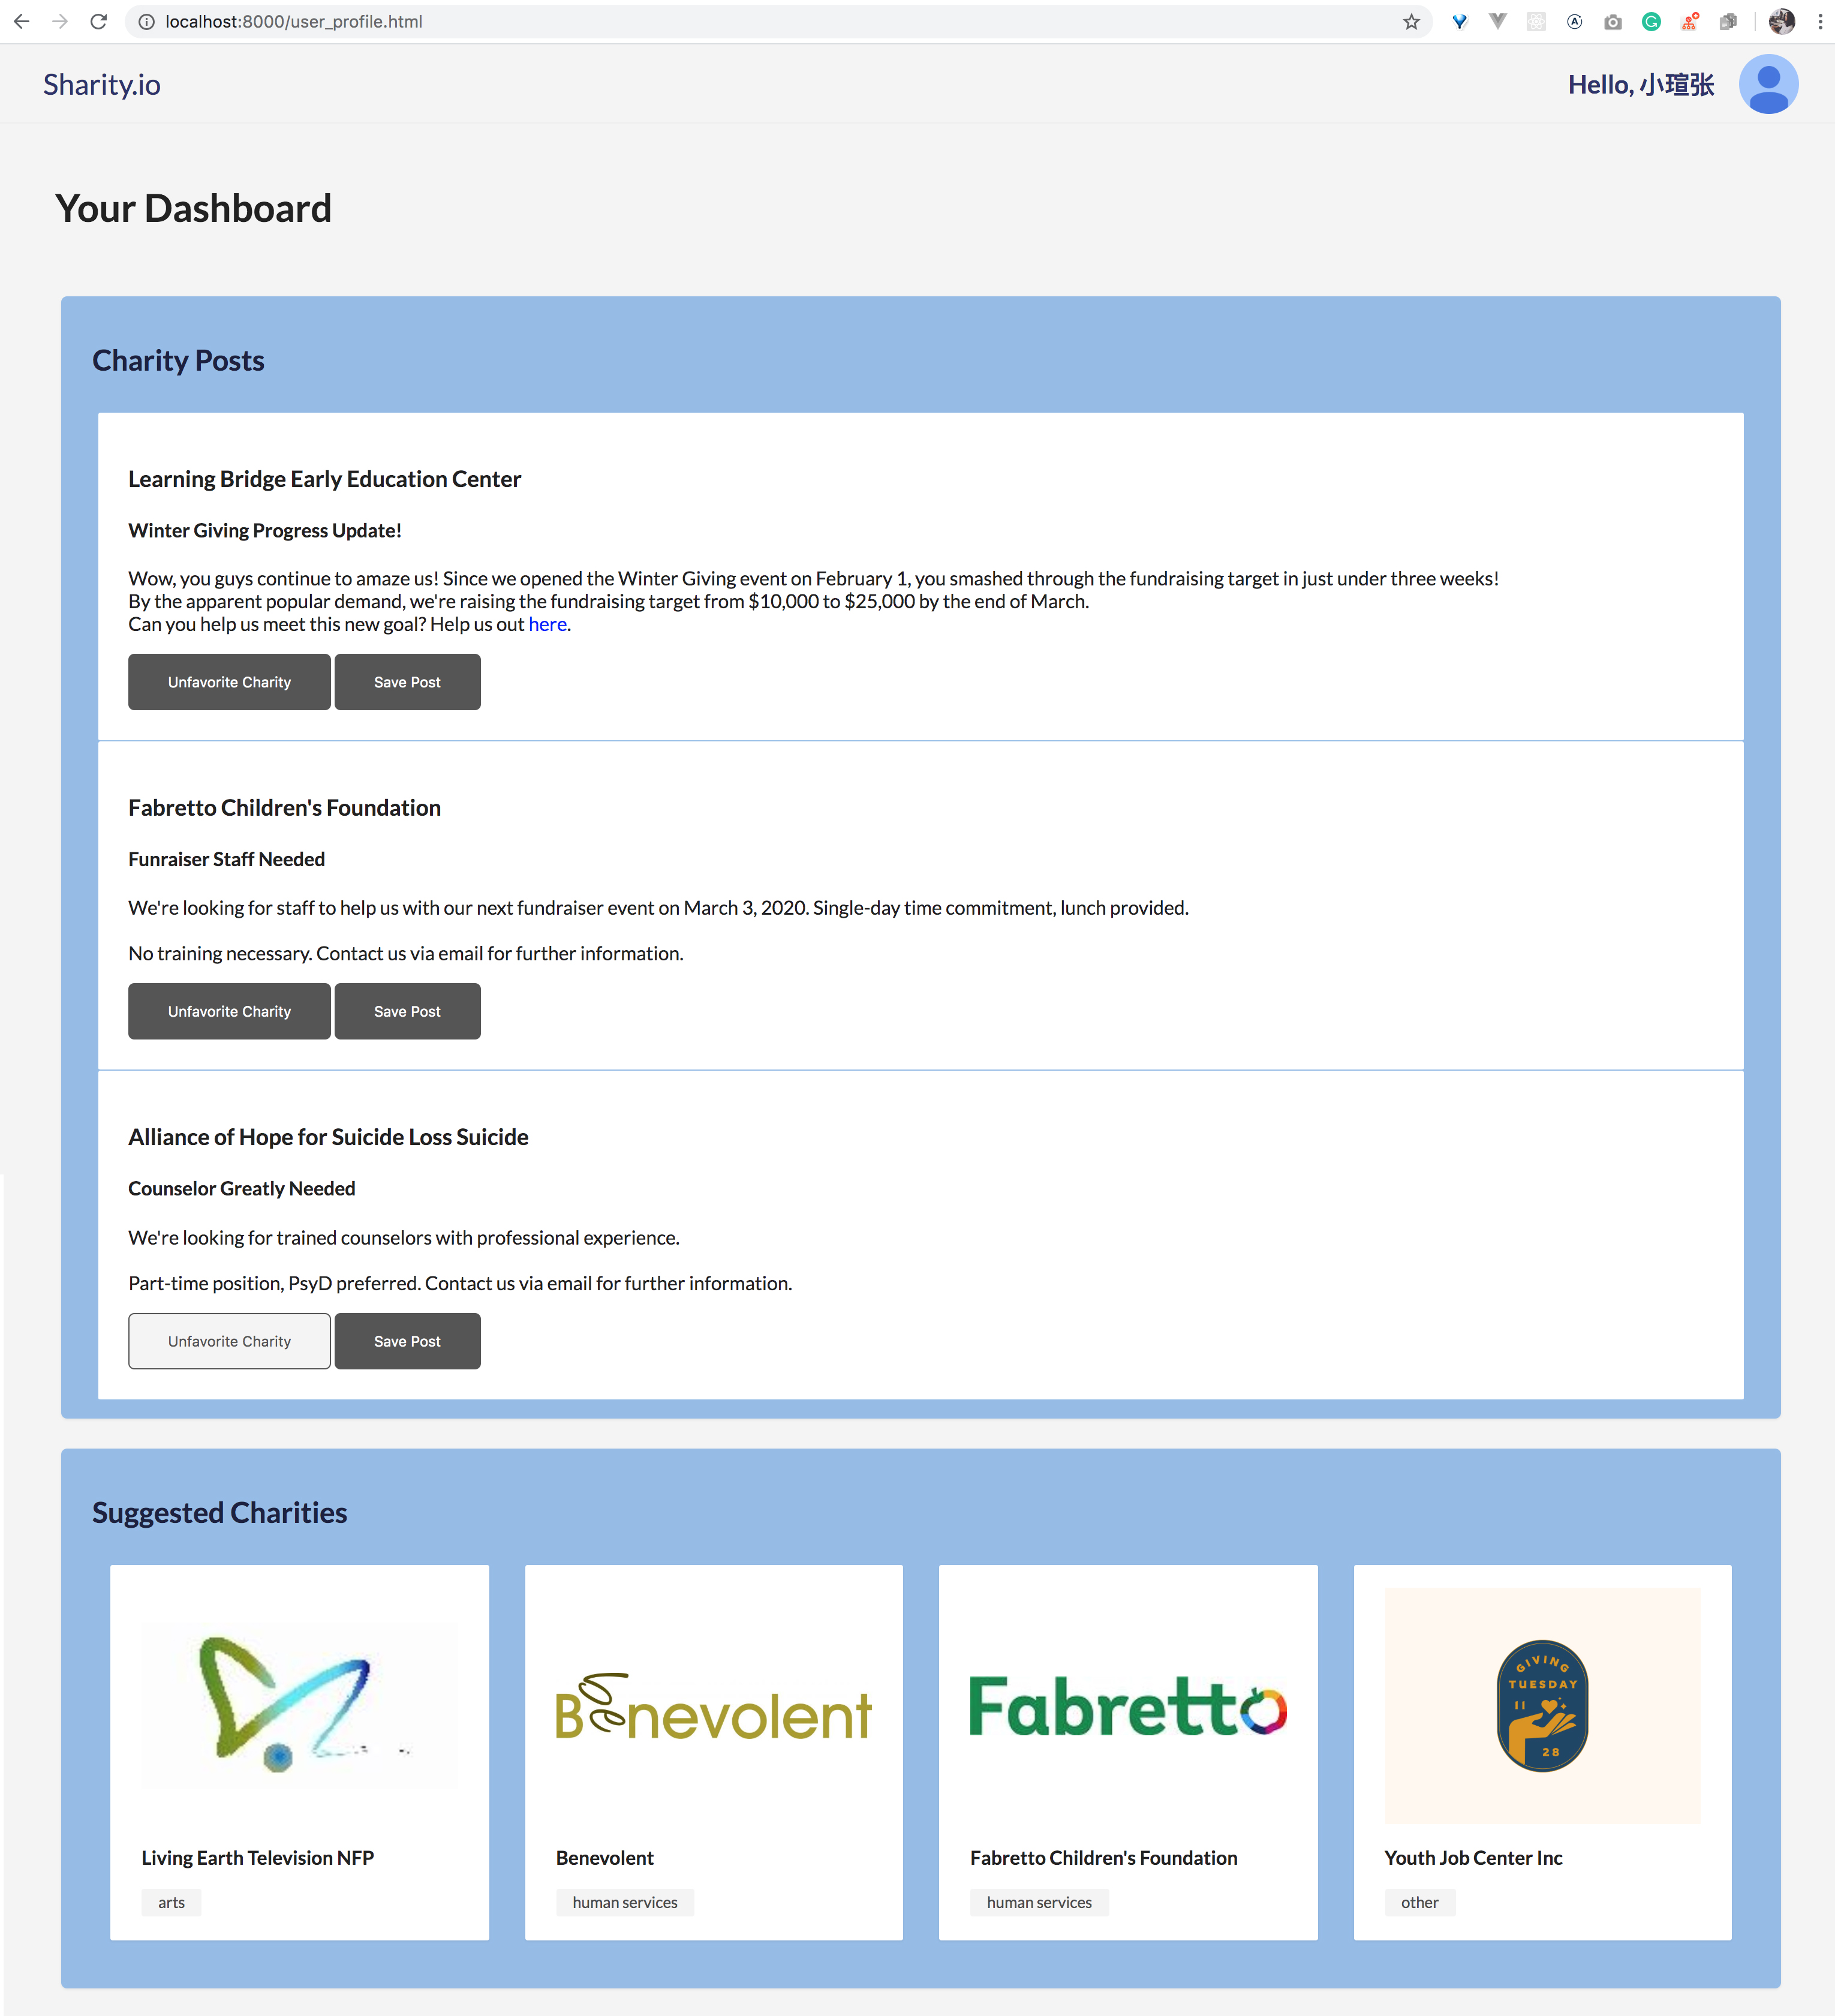 localhost:8000/user_profile.html
Sharity.io
Hello, 小瑄张
Your Dashboard
Charity Posts
Learning Bridge Early Education Center
Winter Giving Progress Update!
Wow, you guys continue to amaze us! Since we opened the Winter Giving event on February 1, you smashed through the fundraising target in just under three weeks!
By the apparent popular demand, we're raising the fundraising target from $10,000 to $25,000 by the end of March.
Can you help us meet this new goal? Help us out here.
Unfavorite Charity Save Post
Fabretto Children's Foundation
Funraiser Staff Needed
We're looking for staff to help us with our next fundraiser event on March 3, 2020. Single-day time commitment, lunch provided.
No training necessary. Contact us via email for further information.
Unfavorite Charity Save Post
Alliance of Hope for Suicide Loss Suicide
Counselor Greatly Needed
We're looking for trained counselors with professional experience.
Part-time position, PsyD preferred. Contact us via email for further information.
Unfavorite Charity Save Post
Suggested Charities
Living Earth Television NFP
arts
Benevolent
Benevolent
human services
Fabretto
Fabretto Children's Foundation
human services
GIVING
TUESDAY
28
Youth Job Center Inc
other